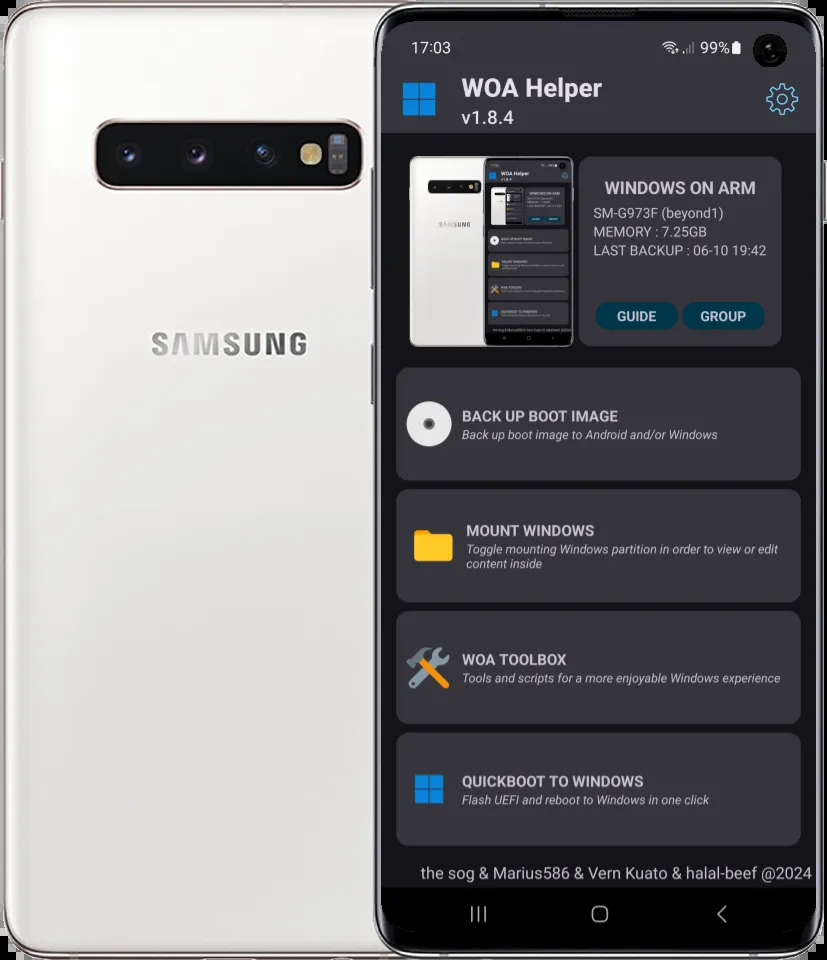 SAMSUNG
17:03
99%
WOA Helper
v1.8.4
WOA Helper
SAMSUNG
WINDOWS ON ARM
SM-G973F (beyond1)
MEMORY : 7.25GB
LAST BACKUP : 06-10 19:42
GUIDE
GROUP
BACK UP BOOT IMAGE
Back up boot image to Android and/or Windows
MOUNT WINDOWS
Toggle mounting Windows partition in order to view or edit
content inside
WOA TOOLBOX
Tools and scripts for a more enjoyable Windows experience
QUICKBOOT TO WINDOWS
Flash UEFI and reboot to Windows in one click
the sog & Marius586 & Vern Kuato & halal-beef @2024